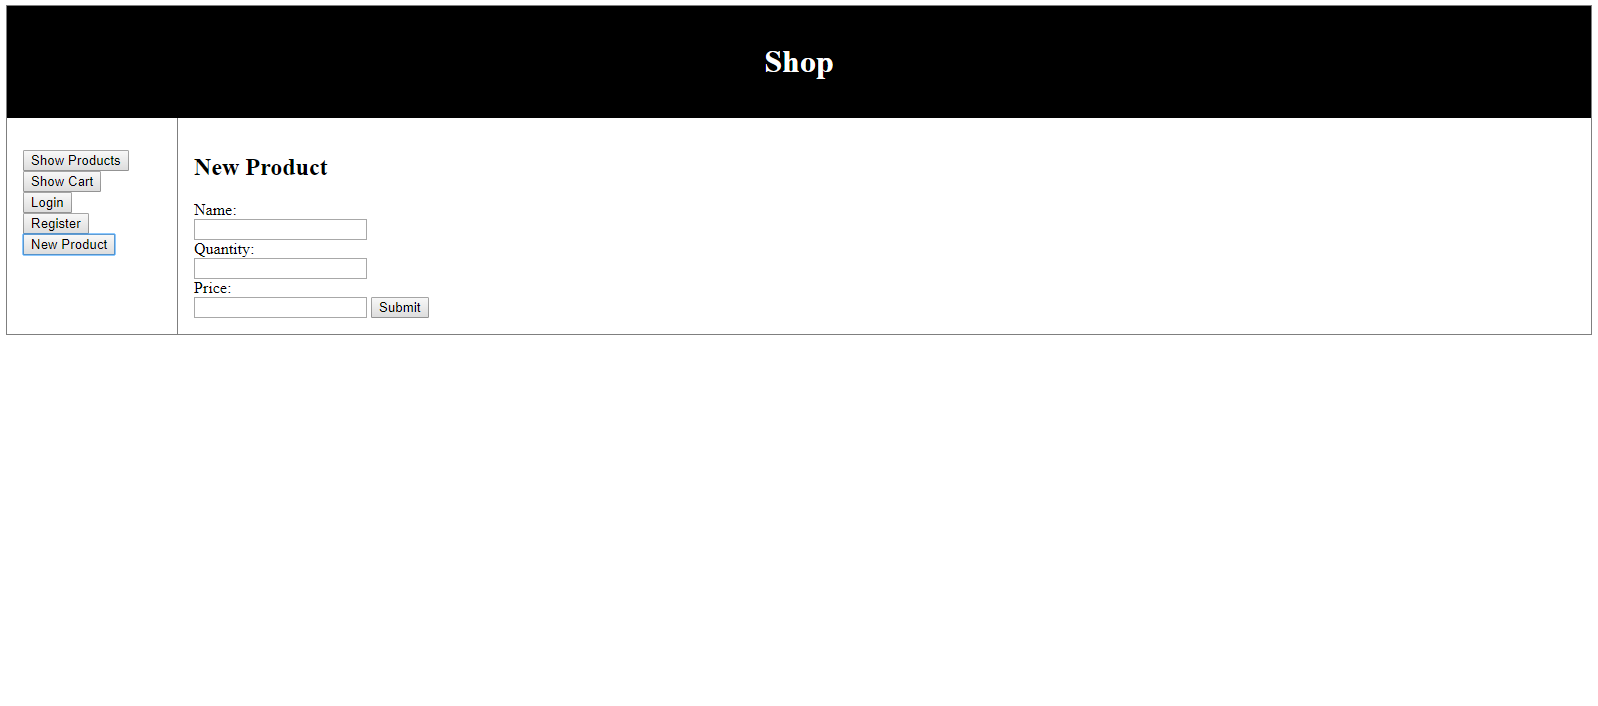 Shop
Show Products
Show Cart
Login
Register
New Product
New Product
Name:
Quantity:
Price:
Submit